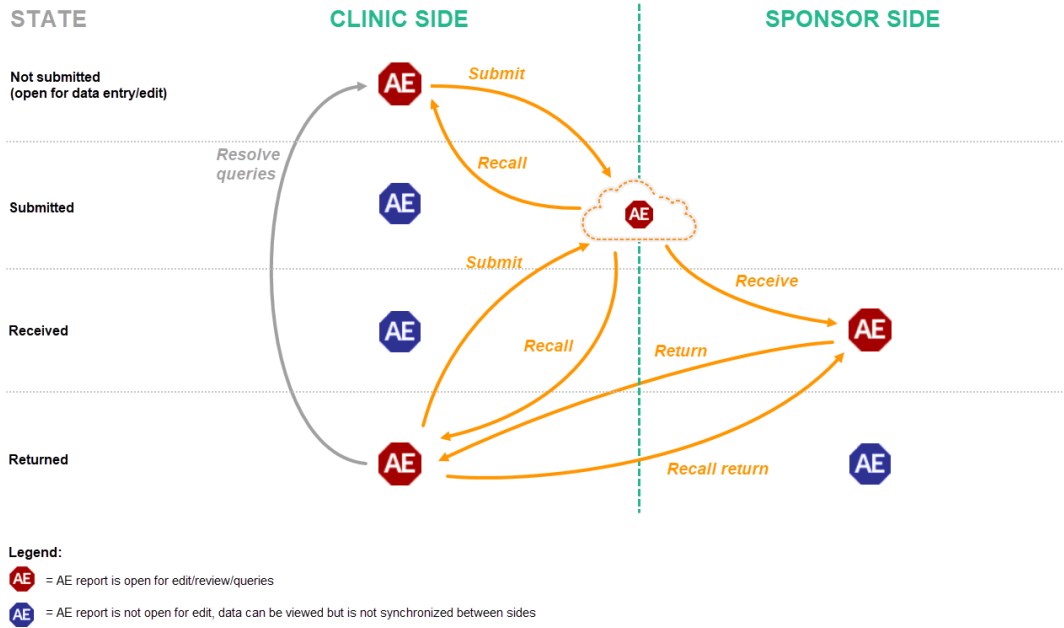 STATE
CLINIC SIDE
SPONSOR SIDE
Not submitted
(open for data entry/edit)
AE
Submit
Recall
Resolve
queries
Submitted
AE
AE
Submit
Receive
Received
AE
AE
Recall
Return
Returned
AE
Recall return
AE
Legend:
AE = AE report is open for edit/review/queries
AE = AE report is not open for edit, data can be viewed but is not synchronized between sides